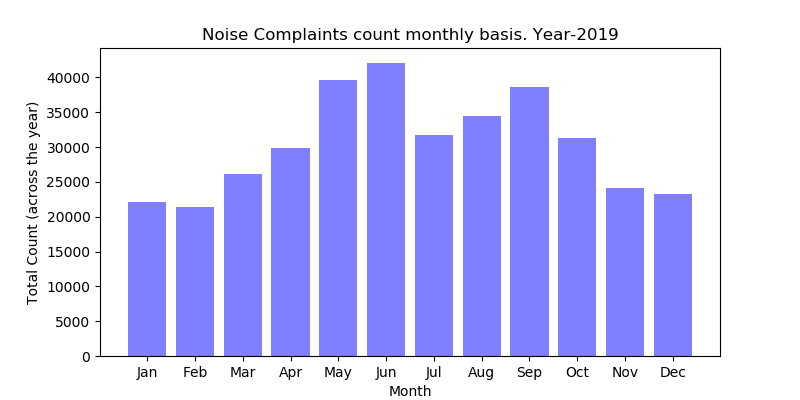 Noise Complaints count monthly basis. Year-2019
Total Count (across the year)
40000
35000
30000
25000
20000
15000
10000
5000
0
Jan Feb Mar Apr May Jun Jul Aug Sep Oct Nov Dec
Month